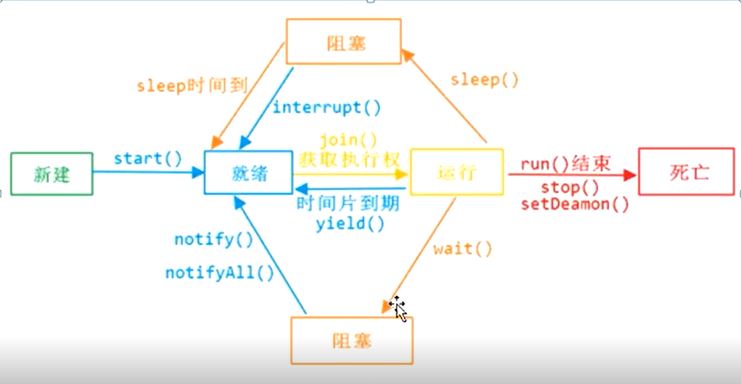 阻塞
sleep时间到
sleep()
interrupt()
join()
获取执行权
新建
start()
就绪
运行
run()结束
死亡
时间片到期
stop()
yield()
setDeamon()
notify()
wait()
notifyAll()
阻塞